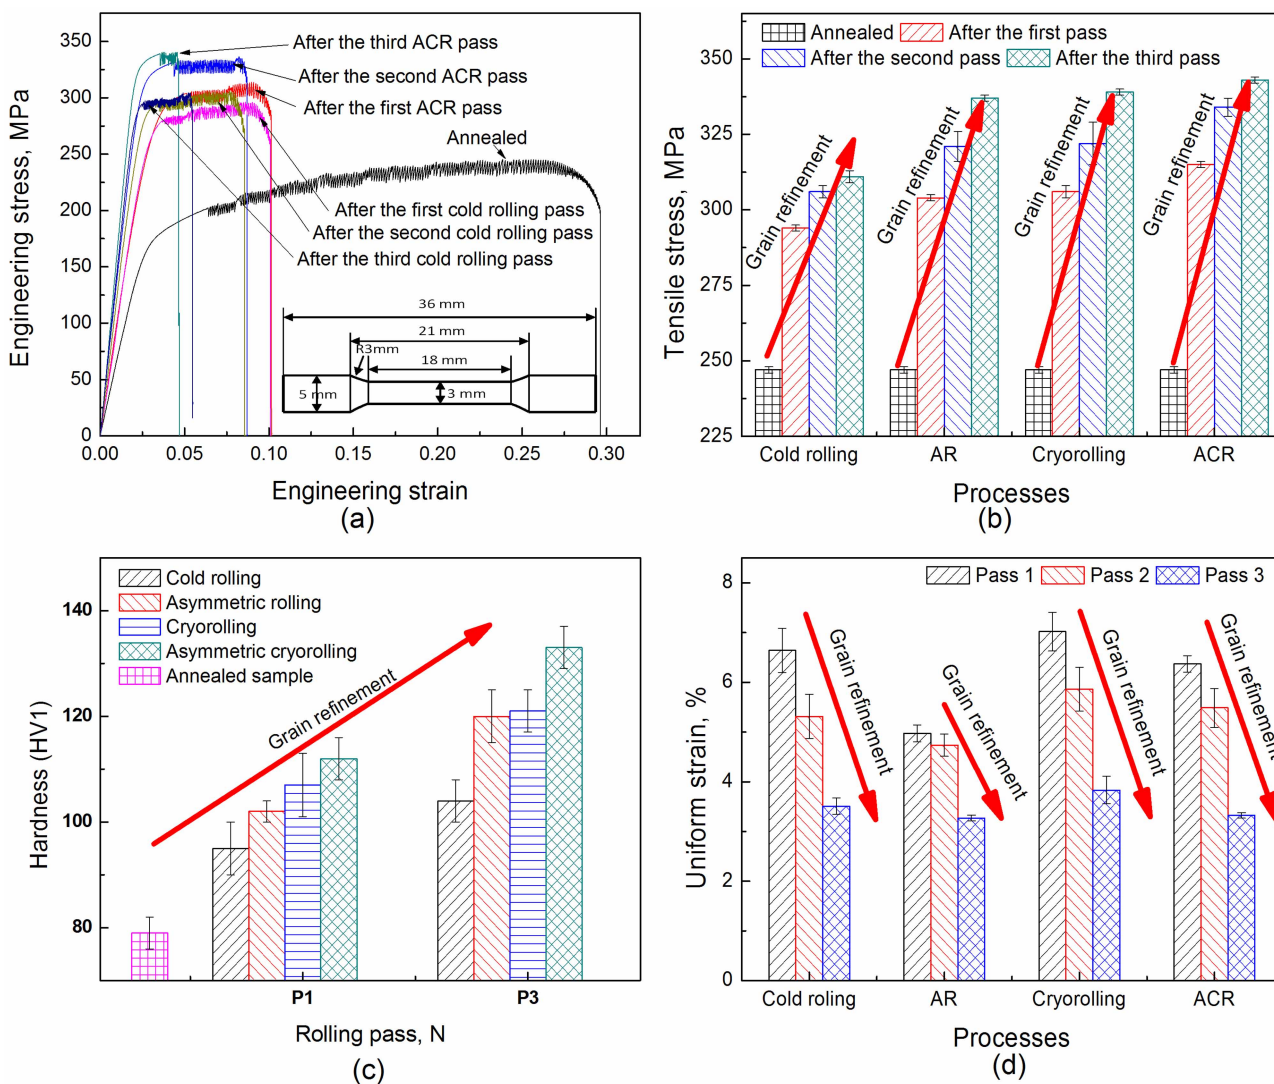 350
300
250
200
150
100
50
0
0.00
0.05
0.10
0.15
0.20
0.25
0.30
Engineering stress, MPa
Engineering strain
After the third ACR pass
After the second ACR pass
After the first ACR pass
Annealed
After the first cold rolling pass
After the second cold rolling pass
After the third cold rolling pass
36 mm
21 mm
R3mm
18 mm
5 mm
3 mm
(a)
Annealed
After the first pass
After the second pass
After the third pass
350
325
300
275
250
225
Tensile stress, MPa
Grain refinement
Grain refinement
Grain refinement
Grain refinement
Cold rolling
AR
Cryorolling
ACR
Processes
(b)
Cold rolling
Asymmetric rolling
Cryorolling
Asymmetric cryorolling
Annealed sample
140
120
100
80
Hardness (HV1)
Grain refinement
P1
P3
Rolling pass, N
(c)
Pass 1
Pass 2
Pass 3
8
6
4
2
0
Uniform strain, %
Grain refinement
Grain refinement
Grain refinement
Grain refinement
Cold roling
AR
Cryorolling
ACR
Processes
(d)